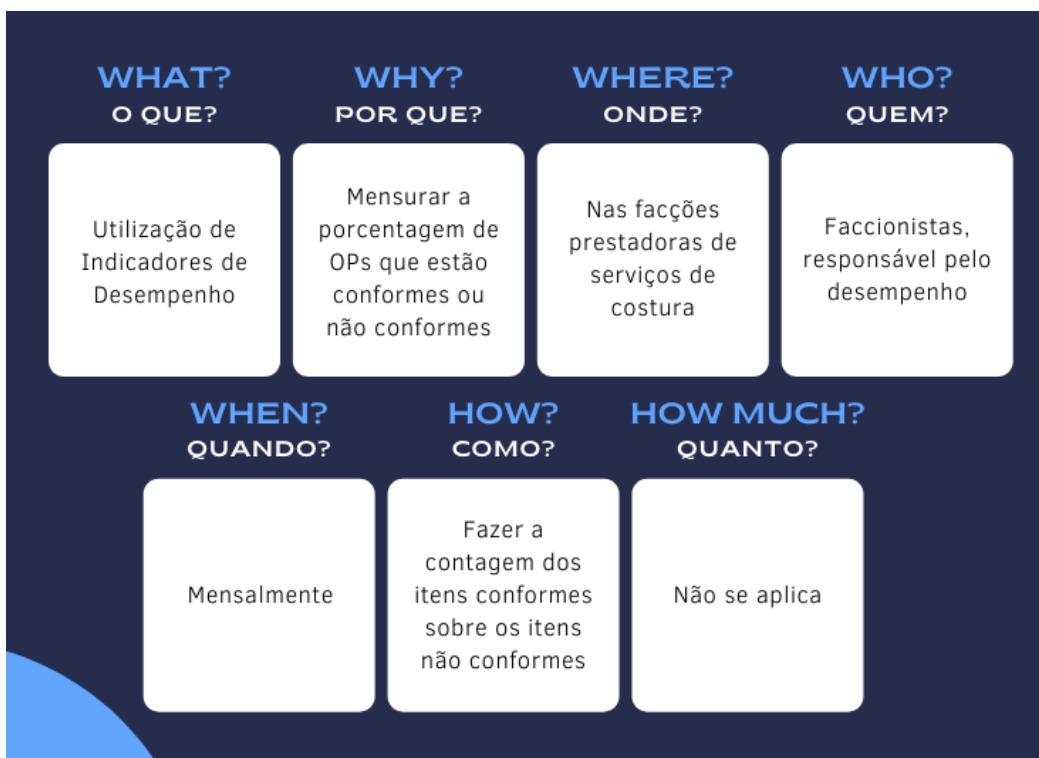 WHAT?
O QUE?
Utilização de
Indicadores de
Desempenho
WHY?
POR QUE?
Mensurar a
porcentagem de
OPs que estão
conformes ou
não conformes
WHERE?
ONDE?
Nas facções
prestadoras de
serviços de
costura
WHO?
QUEM?
Faccionistas,
responsável pelo
desempenho
WHEN?
QUANDO?
Mensalmente
HOW?
COMO?
Fazer a
contagem dos
itens conformes
sobre os itens
não conformes
HOW MUCH?
QUANTO?
Não se aplica